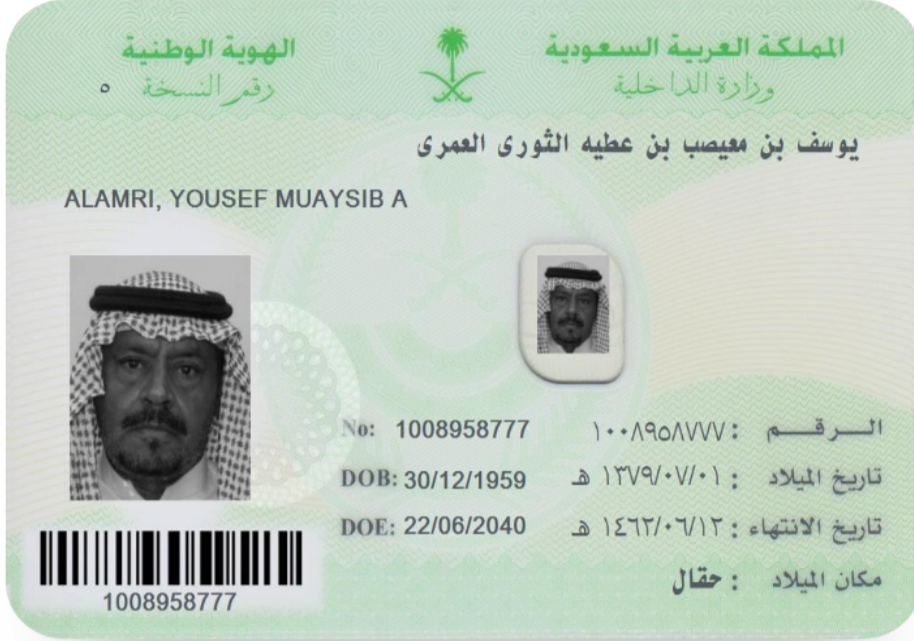 المملكة العربية السعودية
وزارة الداخلية
الهوية الوطنية
رقم النسخة ٥
يوسف بن معيصب بن عطيه الثورى العمرى
ALAMRI, YOUSEF MUAYSIB A
الـــرقـــم : ١٠٠٨٩٥٨٧٧٧ No: 1008958777
تاريخ الميلاد : ١٣٧٩/٠٧/٠١ هـ DOB: 30/12/1959
تاريخ الانتهاء : ١٤٦٢/٠٦/١٢ هـ DOE: 22/06/2040
مكان الميلاد : حقال
1008958777